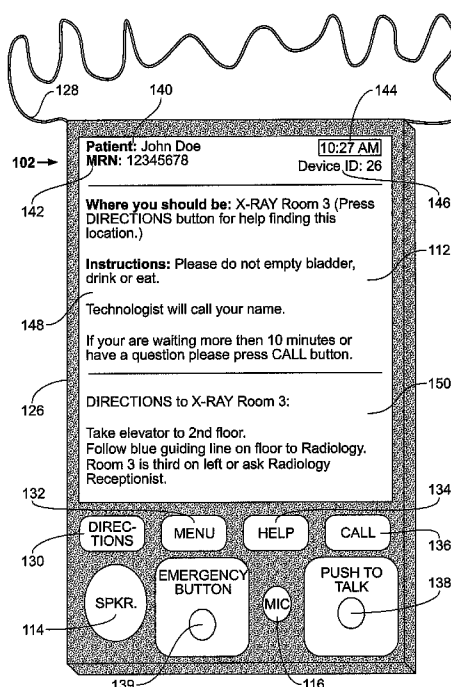 140
144
128
Patient: John Doe
10:27 AM
102
MRN: 12345678
Device ID: 26
142
146
Where you should be: X-RAY Room 3 (Press
DIRECTIONS button for help finding this
location.)
112
Instructions: Please do not empty bladder,
drink or eat.
148
Technologist will call your name.
If your are waiting more then 10 minutes or
have a question please press CALL button.
126
150
DIRECTIONS to X-RAY Room 3:
Take elevator to 2nd floor.
Follow blue guiding line on floor to Radiology.
Room 3 is third on left or ask Radiology
Receptionist.
132
134
DIREC-
TIONS
MENU
HELP
CALL
130
136
EMERGENCY
BUTTON
PUSH TO
TALK
SPKR.
MIC
138
114
139
116